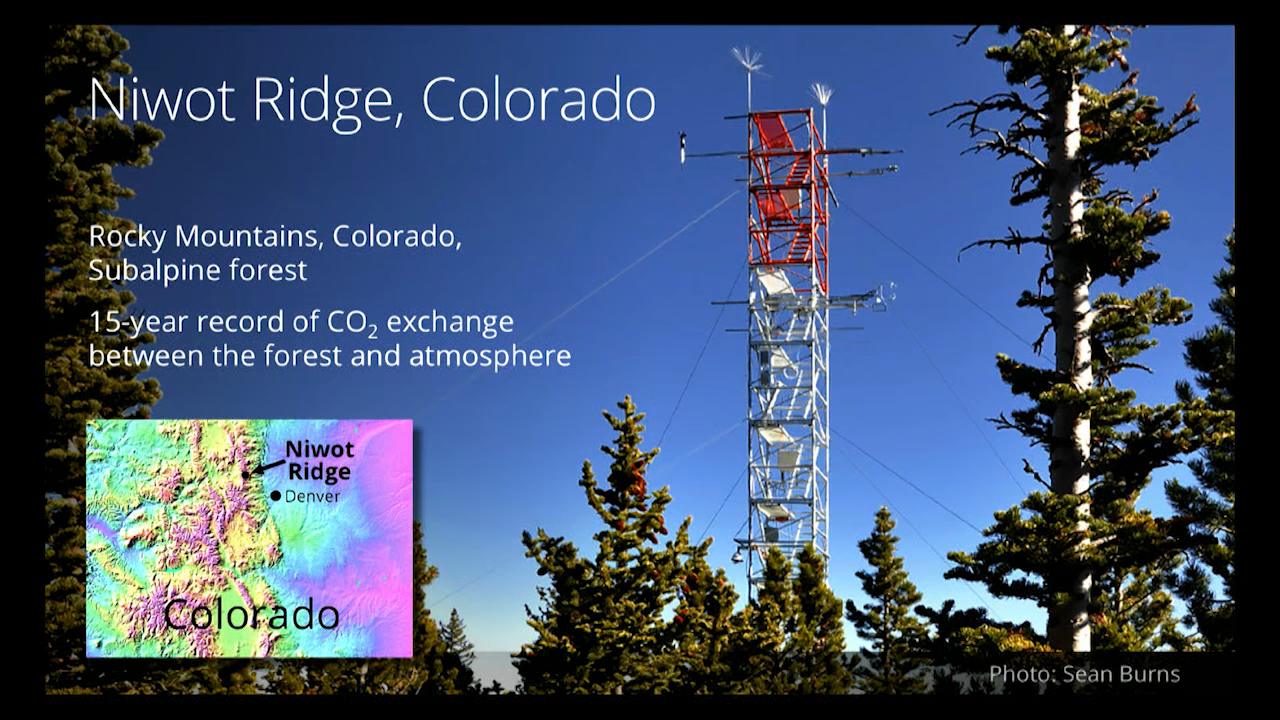 Niwot Ridge, Colorado
Rocky Mountains, Colorado,
Subalpine forest
15-year record of CO₂ exchange
between the forest and atmosphere
Niwot
Ridge
Denver
Colorado
Photo: Sean Burns